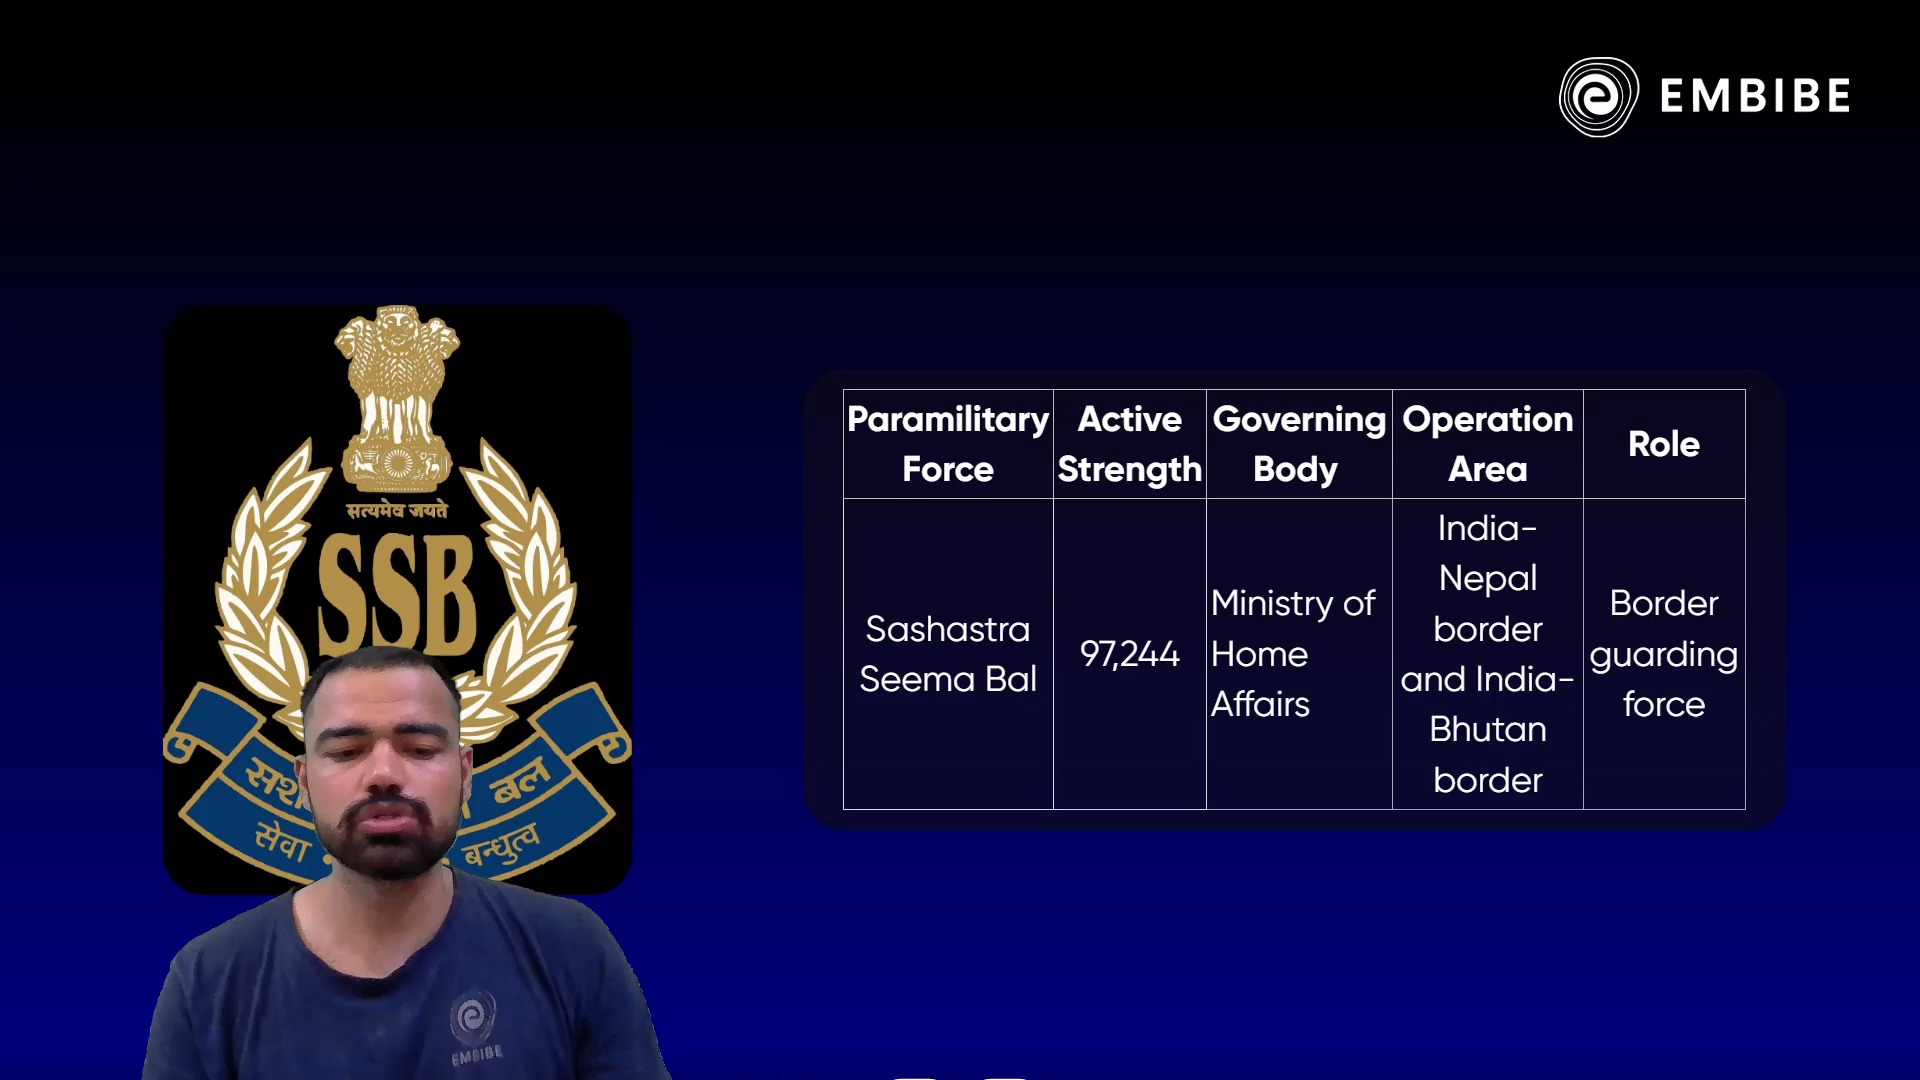 EMBIBE
सत्यमेव जयते
SSB
बल
सेवा
बन्धुत्व
EMBIBE
Paramilitary Force
Active Strength
Governing Body
Operation Area
Role
Sashastra Seema Bal
97,244
Ministry of Home Affairs
India-Nepal border and India-Bhutan border
Border guarding force